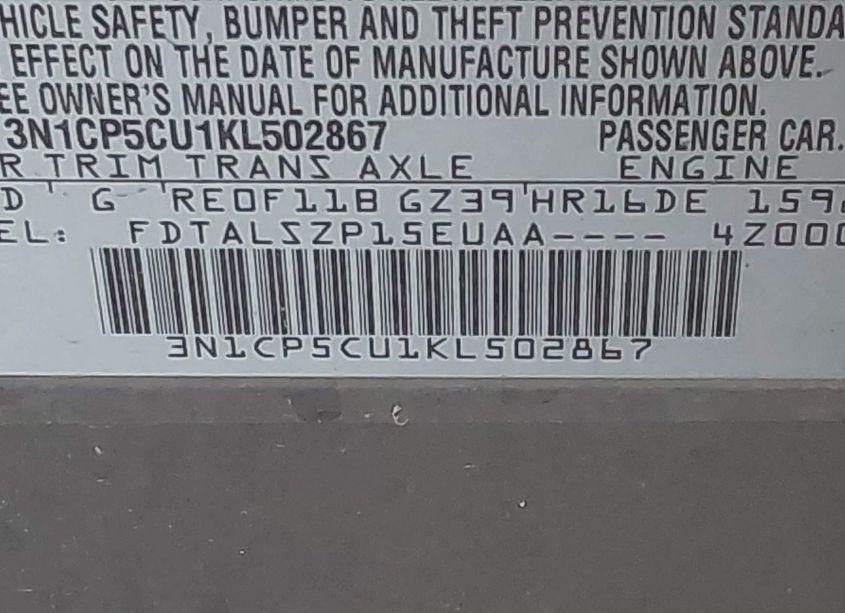 HICLE SAFETY, BUMPER AND THEFT PREVENTION STANDA
EFFECT ON THE DATE OF MANUFACTURE SHOWN ABOVE.
EE OWNER'S MANUAL FOR ADDITIONAL INFORMATION.
3N1CP5CU1KL502867 PASSENGER CAR.
R TRIM TRANS AXLE ENGINE
D G RE0F11B GZ39 HR16DE 159
EL: FDTALSZP15EUAA---- 4Z000
3N1CP5CU1KL502867